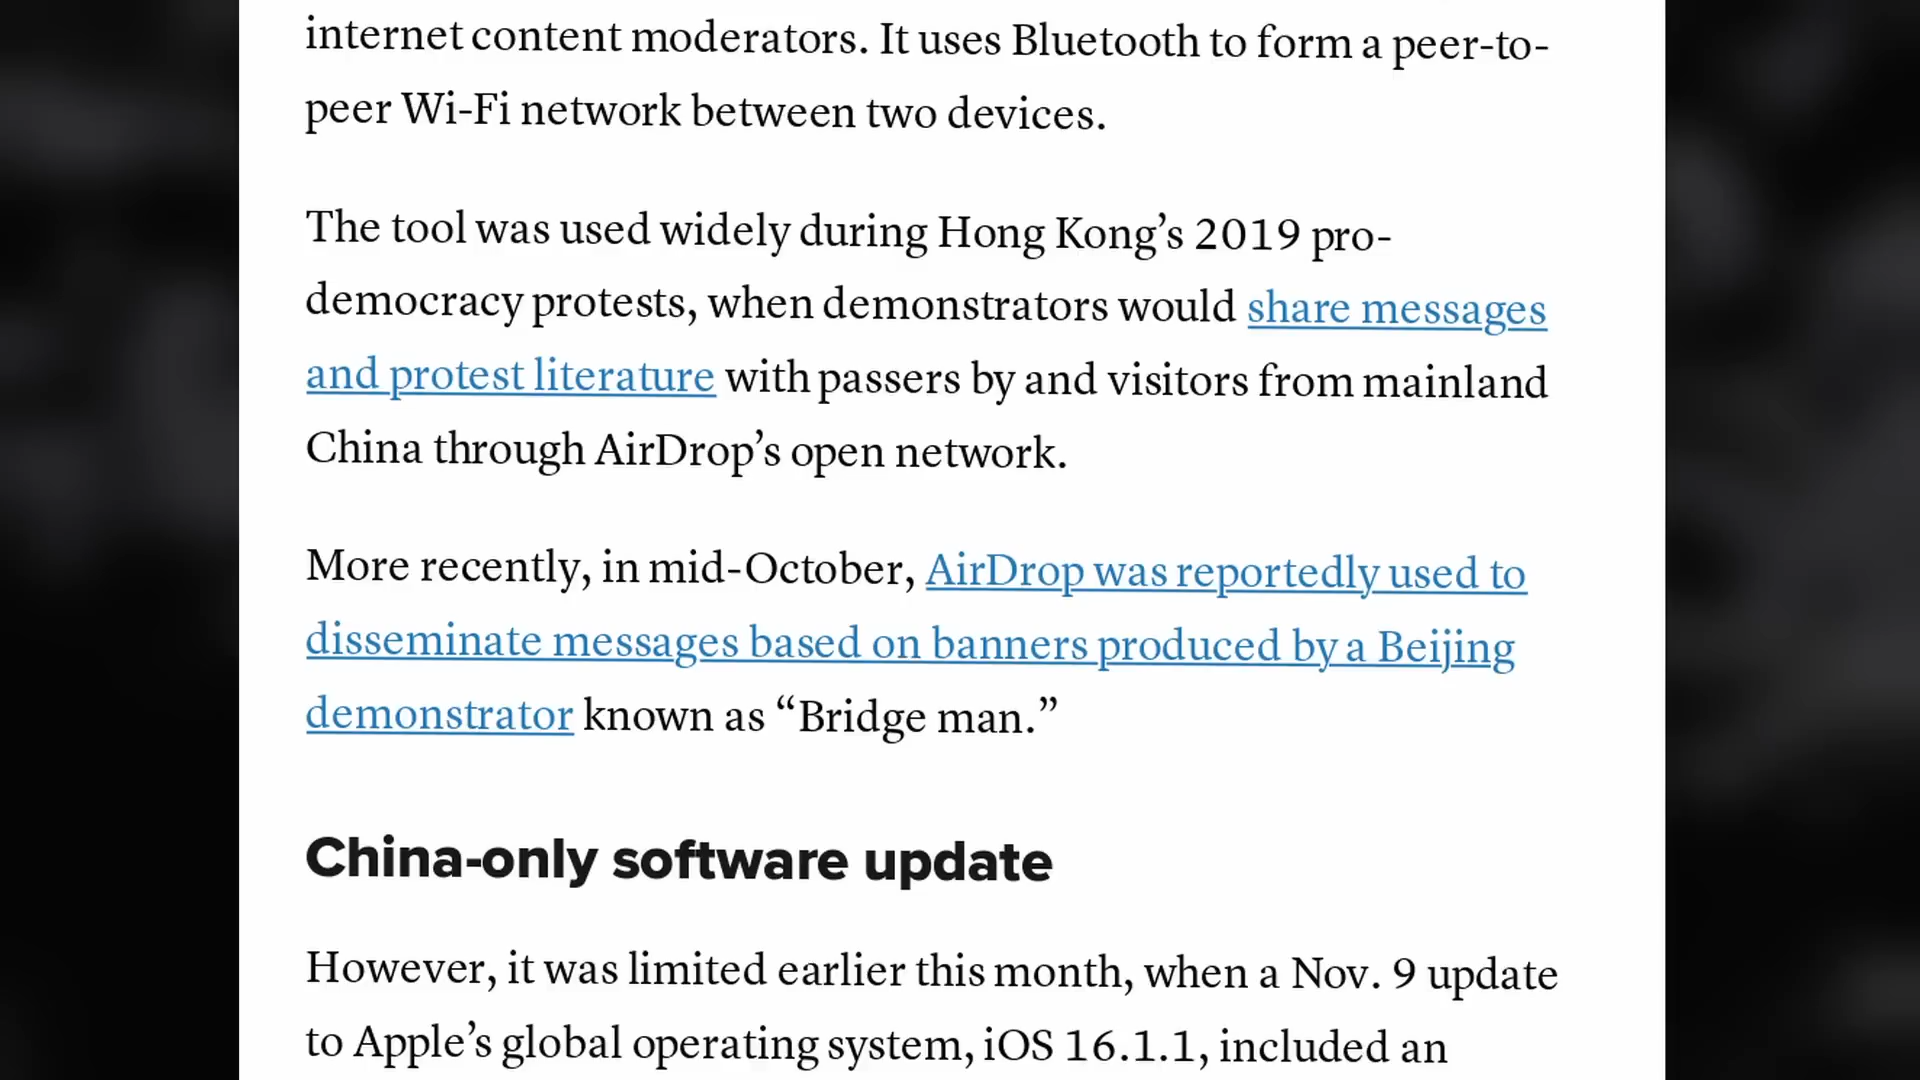 internet content moderators. It uses Bluetooth to form a peer-to-
peer Wi-Fi network between two devices.
The tool was used widely during Hong Kong’s 2019 pro-
democracy protests, when demonstrators would share messages
and protest literature with passers by and visitors from mainland
China through AirDrop’s open network.
More recently, in mid-October, AirDrop was reportedly used to
disseminate messages based on banners produced by a Beijing
demonstrator known as “Bridge man.”
China-only software update
However, it was limited earlier this month, when a Nov. 9 update
to Apple’s global operating system, iOS 16.1.1, included an